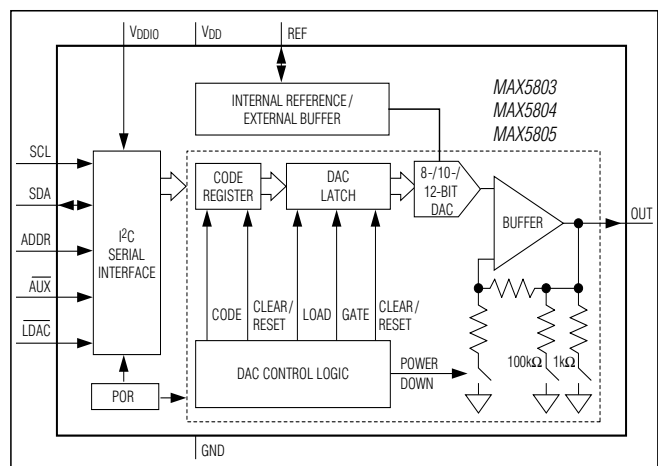 VDDIO
VDD
REF
INTERNAL REFERENCE/
EXTERNAL BUFFER
MAX5803
MAX5804
MAX5805
SCL
SDA
ADDR
AUX
LDAC
I2C
SERIAL
INTERFACE
CODE
REGISTER
DAC
LATCH
8-/10-/
12-BIT
DAC
BUFFER
OUT
CODE
CLEAR/
RESET
LOAD
GATE
CLEAR/
RESET
100kΩ
1kΩ
DAC CONTROL LOGIC
POWER
DOWN
POR
GND